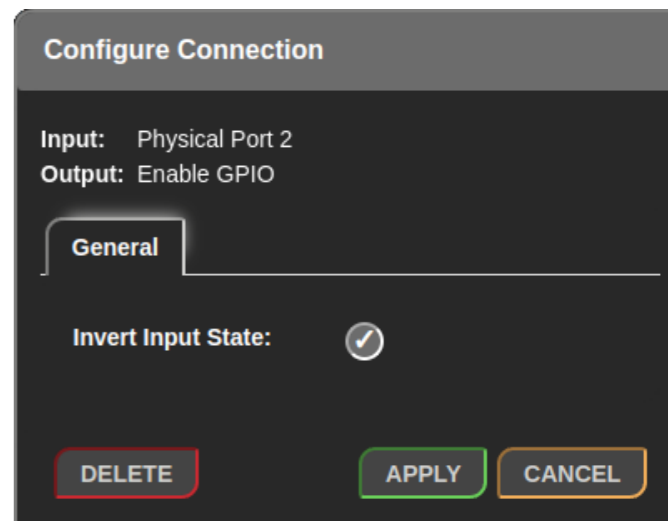 Configure Connection
Input: Physical Port 2
Output: Enable GPIO
General
Invert Input State:
DELETE APPLY CANCEL